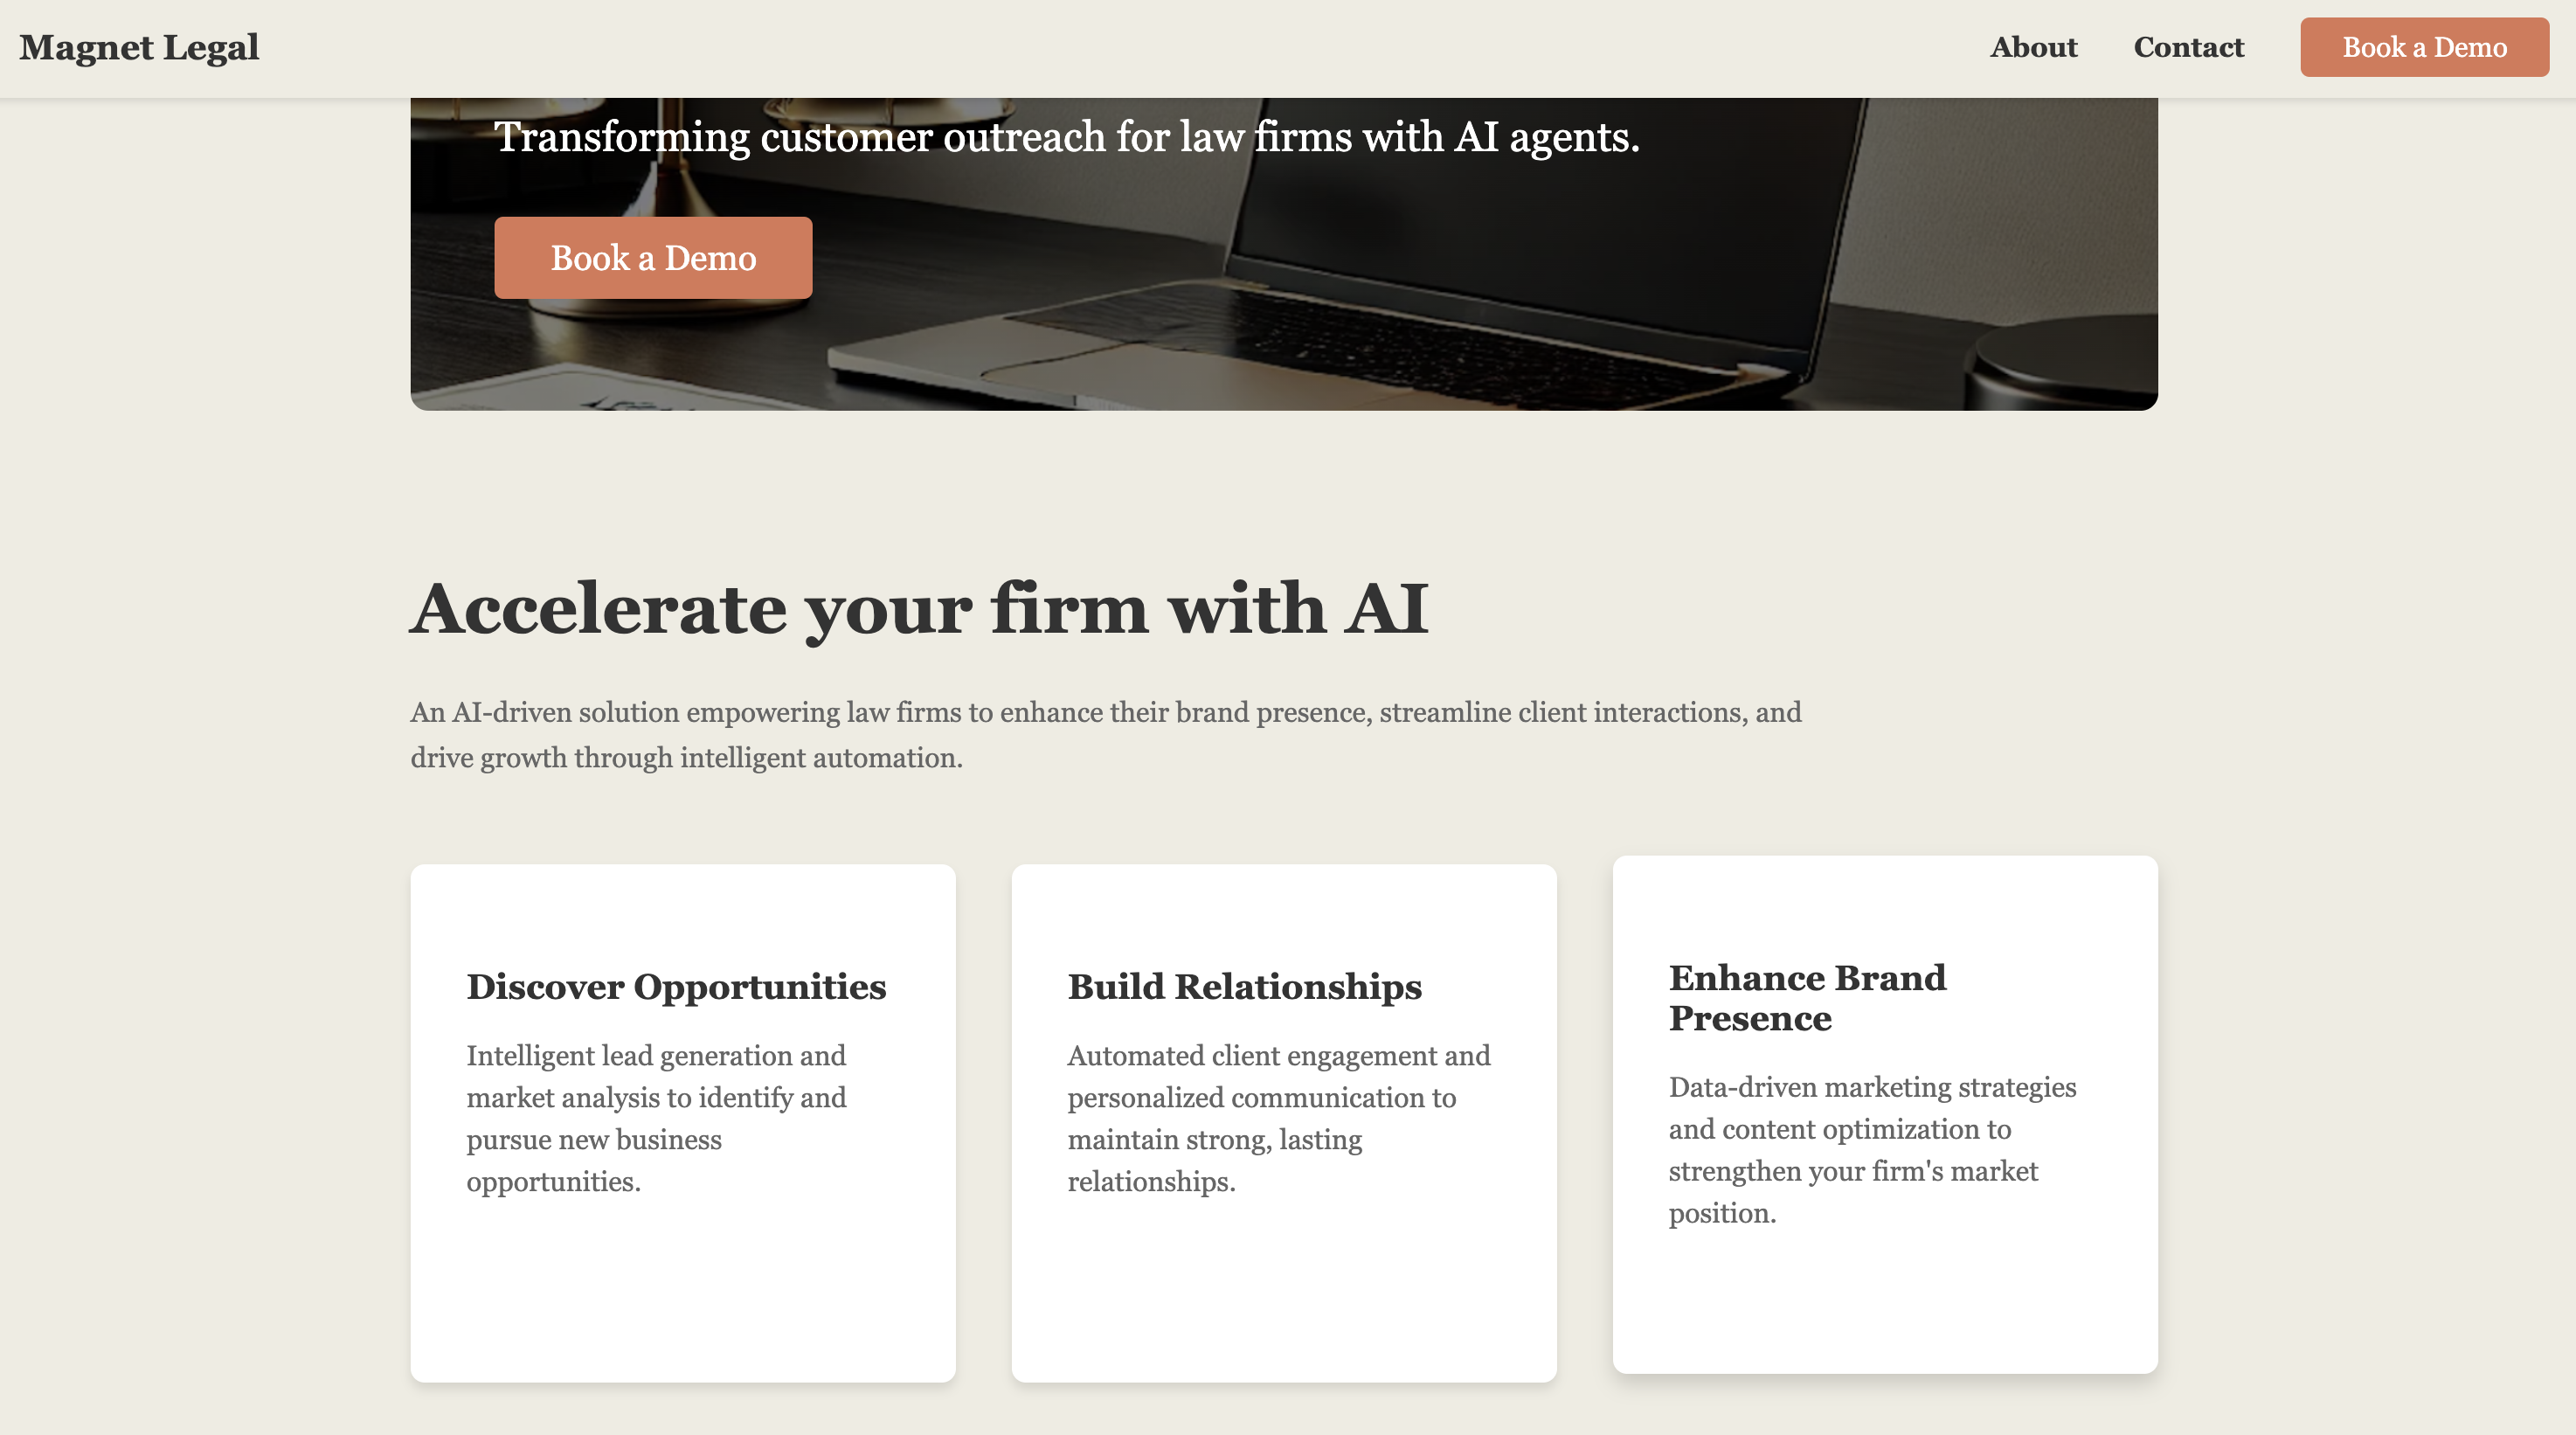 Magnet Legal
About
Contact
Book a Demo
Transforming customer outreach for law firms with AI agents.
Book a Demo
Accelerate your firm with AI
An AI-driven solution empowering law firms to enhance their brand presence, streamline client interactions, and
drive growth through intelligent automation.
Discover Opportunities
Intelligent lead generation and
market analysis to identify and
pursue new business
opportunities.
Build Relationships
Automated client engagement and
personalized communication to
maintain strong, lasting
relationships.
Enhance Brand
Presence
Data-driven marketing strategies
and content optimization to
strengthen your firm's market
position.